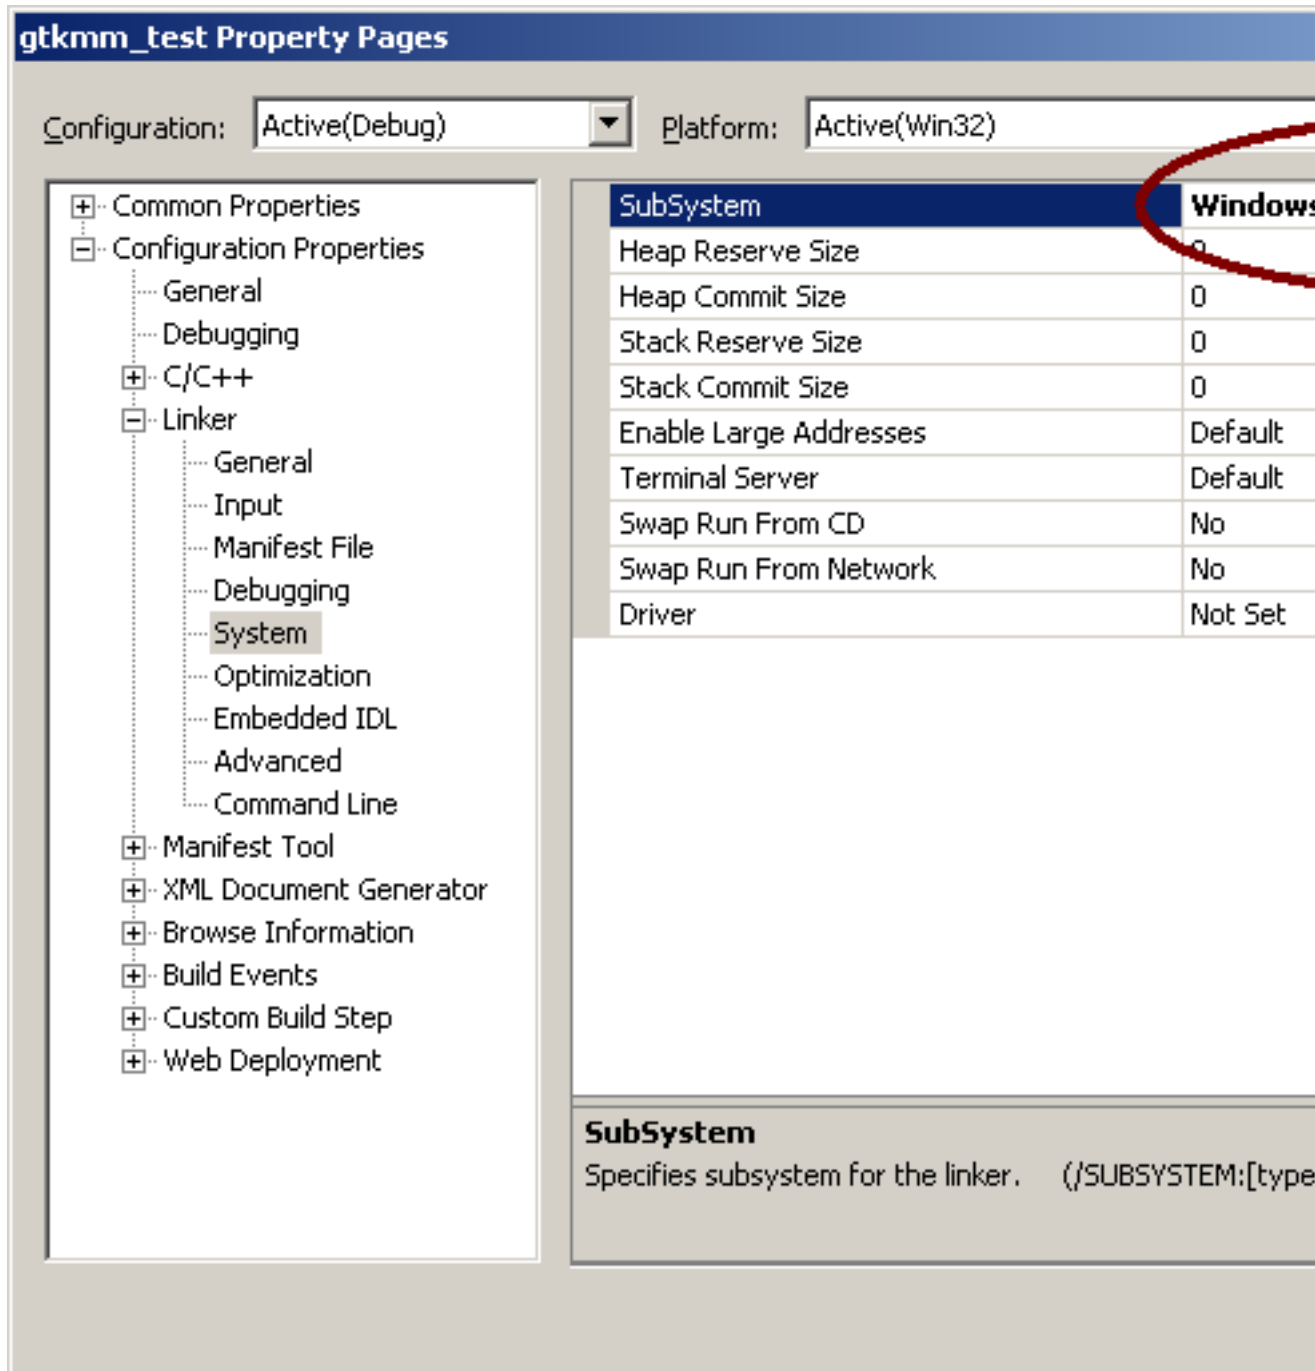 gtkmm_test Property Pages
Configuration: Active(Debug) Platform: Active(Win32)
Common Properties
Configuration Properties
General
Debugging
C/C++
Linker
General
Input
Manifest File
Debugging
System
Optimization
Embedded IDL
Advanced
Command Line
Manifest Tool
XML Document Generator
Browse Information
Build Events
Custom Build Step
Web Deployment
SubSystem Windows
Heap Reserve Size 0
Heap Commit Size 0
Stack Reserve Size 0
Stack Commit Size 0
Enable Large Addresses Default
Terminal Server Default
Swap Run From CD No
Swap Run From Network No
Driver Not Set
SubSystem
Specifies subsystem for the linker. (/SUBSYSTEM:[type